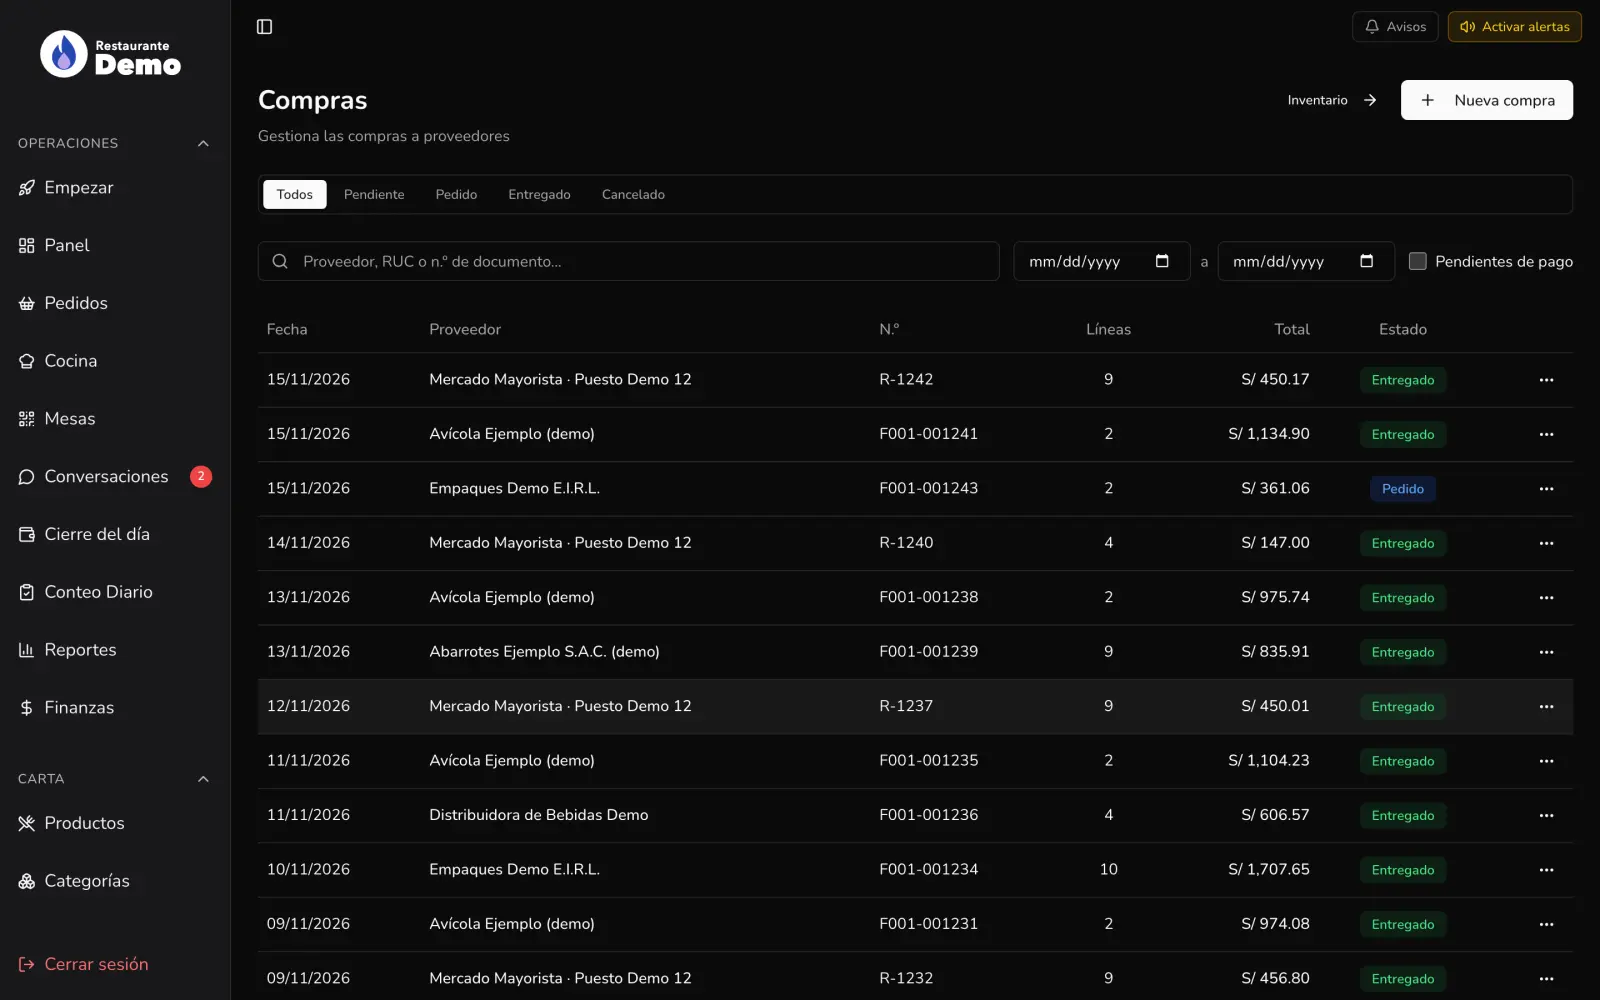 Restaurante
Demo
Avisos
Activar alertas
OPERACIONES
Empezar
Panel
Pedidos
Cocina
Mesas
Conversaciones 2
Cierre del día
Conteo Diario
Reportes
Finanzas
CARTA
Productos
Categorías
Cerrar sesión
Compras
Gestiona las compras a proveedores
Inventario
Nueva compra
Todos Pendiente Pedido Entregado Cancelado
Proveedor, RUC o n.º de documento... mm/dd/yyyy a mm/dd/yyyy Pendientes de pago
Fecha Proveedor N.º Líneas Total Estado
15/11/2026 Mercado Mayorista · Puesto Demo 12 R-1242 9 S/ 450.17 Entregado
15/11/2026 Avícola Ejemplo (demo) F001-001241 2 S/ 1,134.90 Entregado
15/11/2026 Empaques Demo E.I.R.L. F001-001243 2 S/ 361.06 Pedido
14/11/2026 Mercado Mayorista · Puesto Demo 12 R-1240 4 S/ 147.00 Entregado
13/11/2026 Avícola Ejemplo (demo) F001-001238 2 S/ 975.74 Entregado
13/11/2026 Abarrotes Ejemplo S.A.C. (demo) F001-001239 9 S/ 835.91 Entregado
12/11/2026 Mercado Mayorista · Puesto Demo 12 R-1237 9 S/ 450.01 Entregado
11/11/2026 Avícola Ejemplo (demo) F001-001235 2 S/ 1,104.23 Entregado
11/11/2026 Distribuidora de Bebidas Demo F001-001236 4 S/ 606.57 Entregado
10/11/2026 Empaques Demo E.I.R.L. F001-001234 10 S/ 1,707.65 Entregado
09/11/2026 Avícola Ejemplo (demo) F001-001231 2 S/ 974.08 Entregado
09/11/2026 Mercado Mayorista · Puesto Demo 12 R-1232 9 S/ 456.80 Entregado